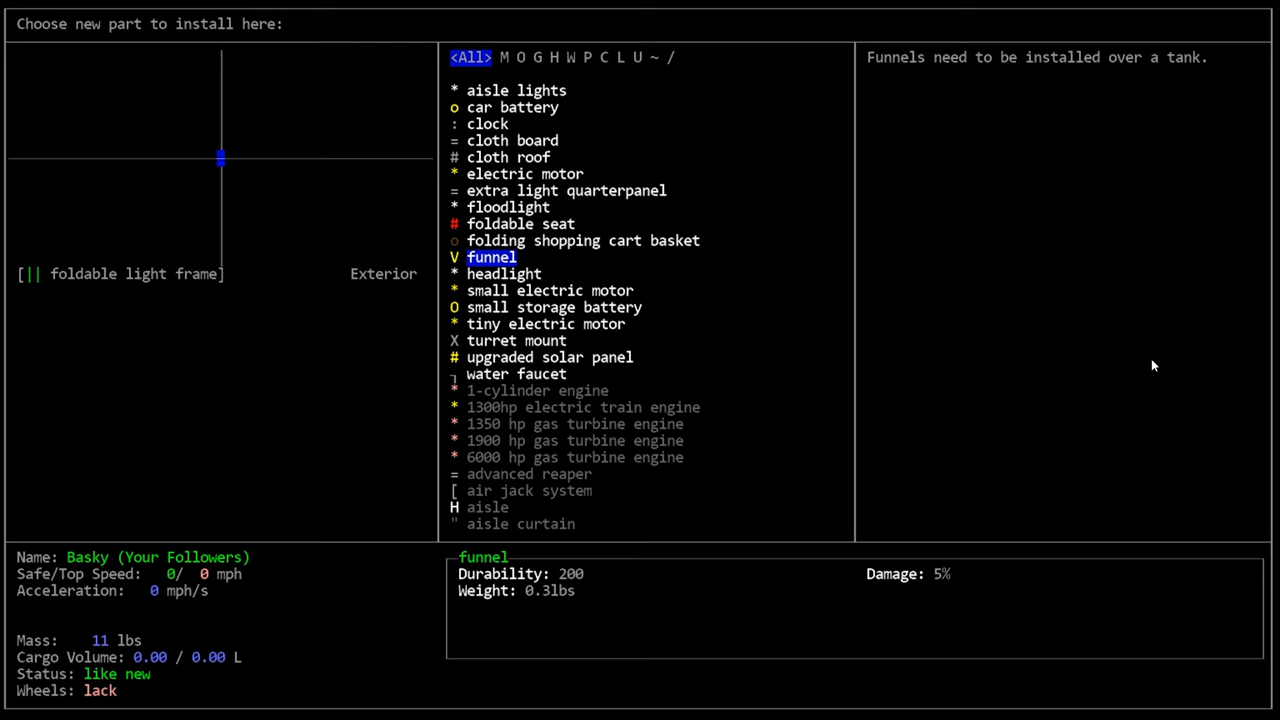 Choose new part to install here:
<All> M O G H W P C L U ~ /
Funnels need to be installed over a tank.
* aisle lights
o car battery
: clock
= cloth board
# cloth roof
* electric motor
= extra light quarterpanel
* floodlight
# foldable seat
o folding shopping cart basket
V funnel
* headlight
* small electric motor
O small storage battery
* tiny electric motor
X turret mount
# upgraded solar panel
┐ water faucet
* 1-cylinder engine
* 1300hp electric train engine
* 1350 hp gas turbine engine
* 1900 hp gas turbine engine
* 6000 hp gas turbine engine
= advanced reaper
[ air jack system
H aisle
" aisle curtain
[|| foldable light frame] Exterior
Name: Basky (Your Followers)
Safe/Top Speed: 0/ 0 mph
Acceleration: 0 mph/s
Mass: 11 lbs
Cargo Volume: 0.00 / 0.00 L
Status: like new
Wheels: lack
funnel
Durability: 200 Damage: 5%
Weight: 0.3lbs